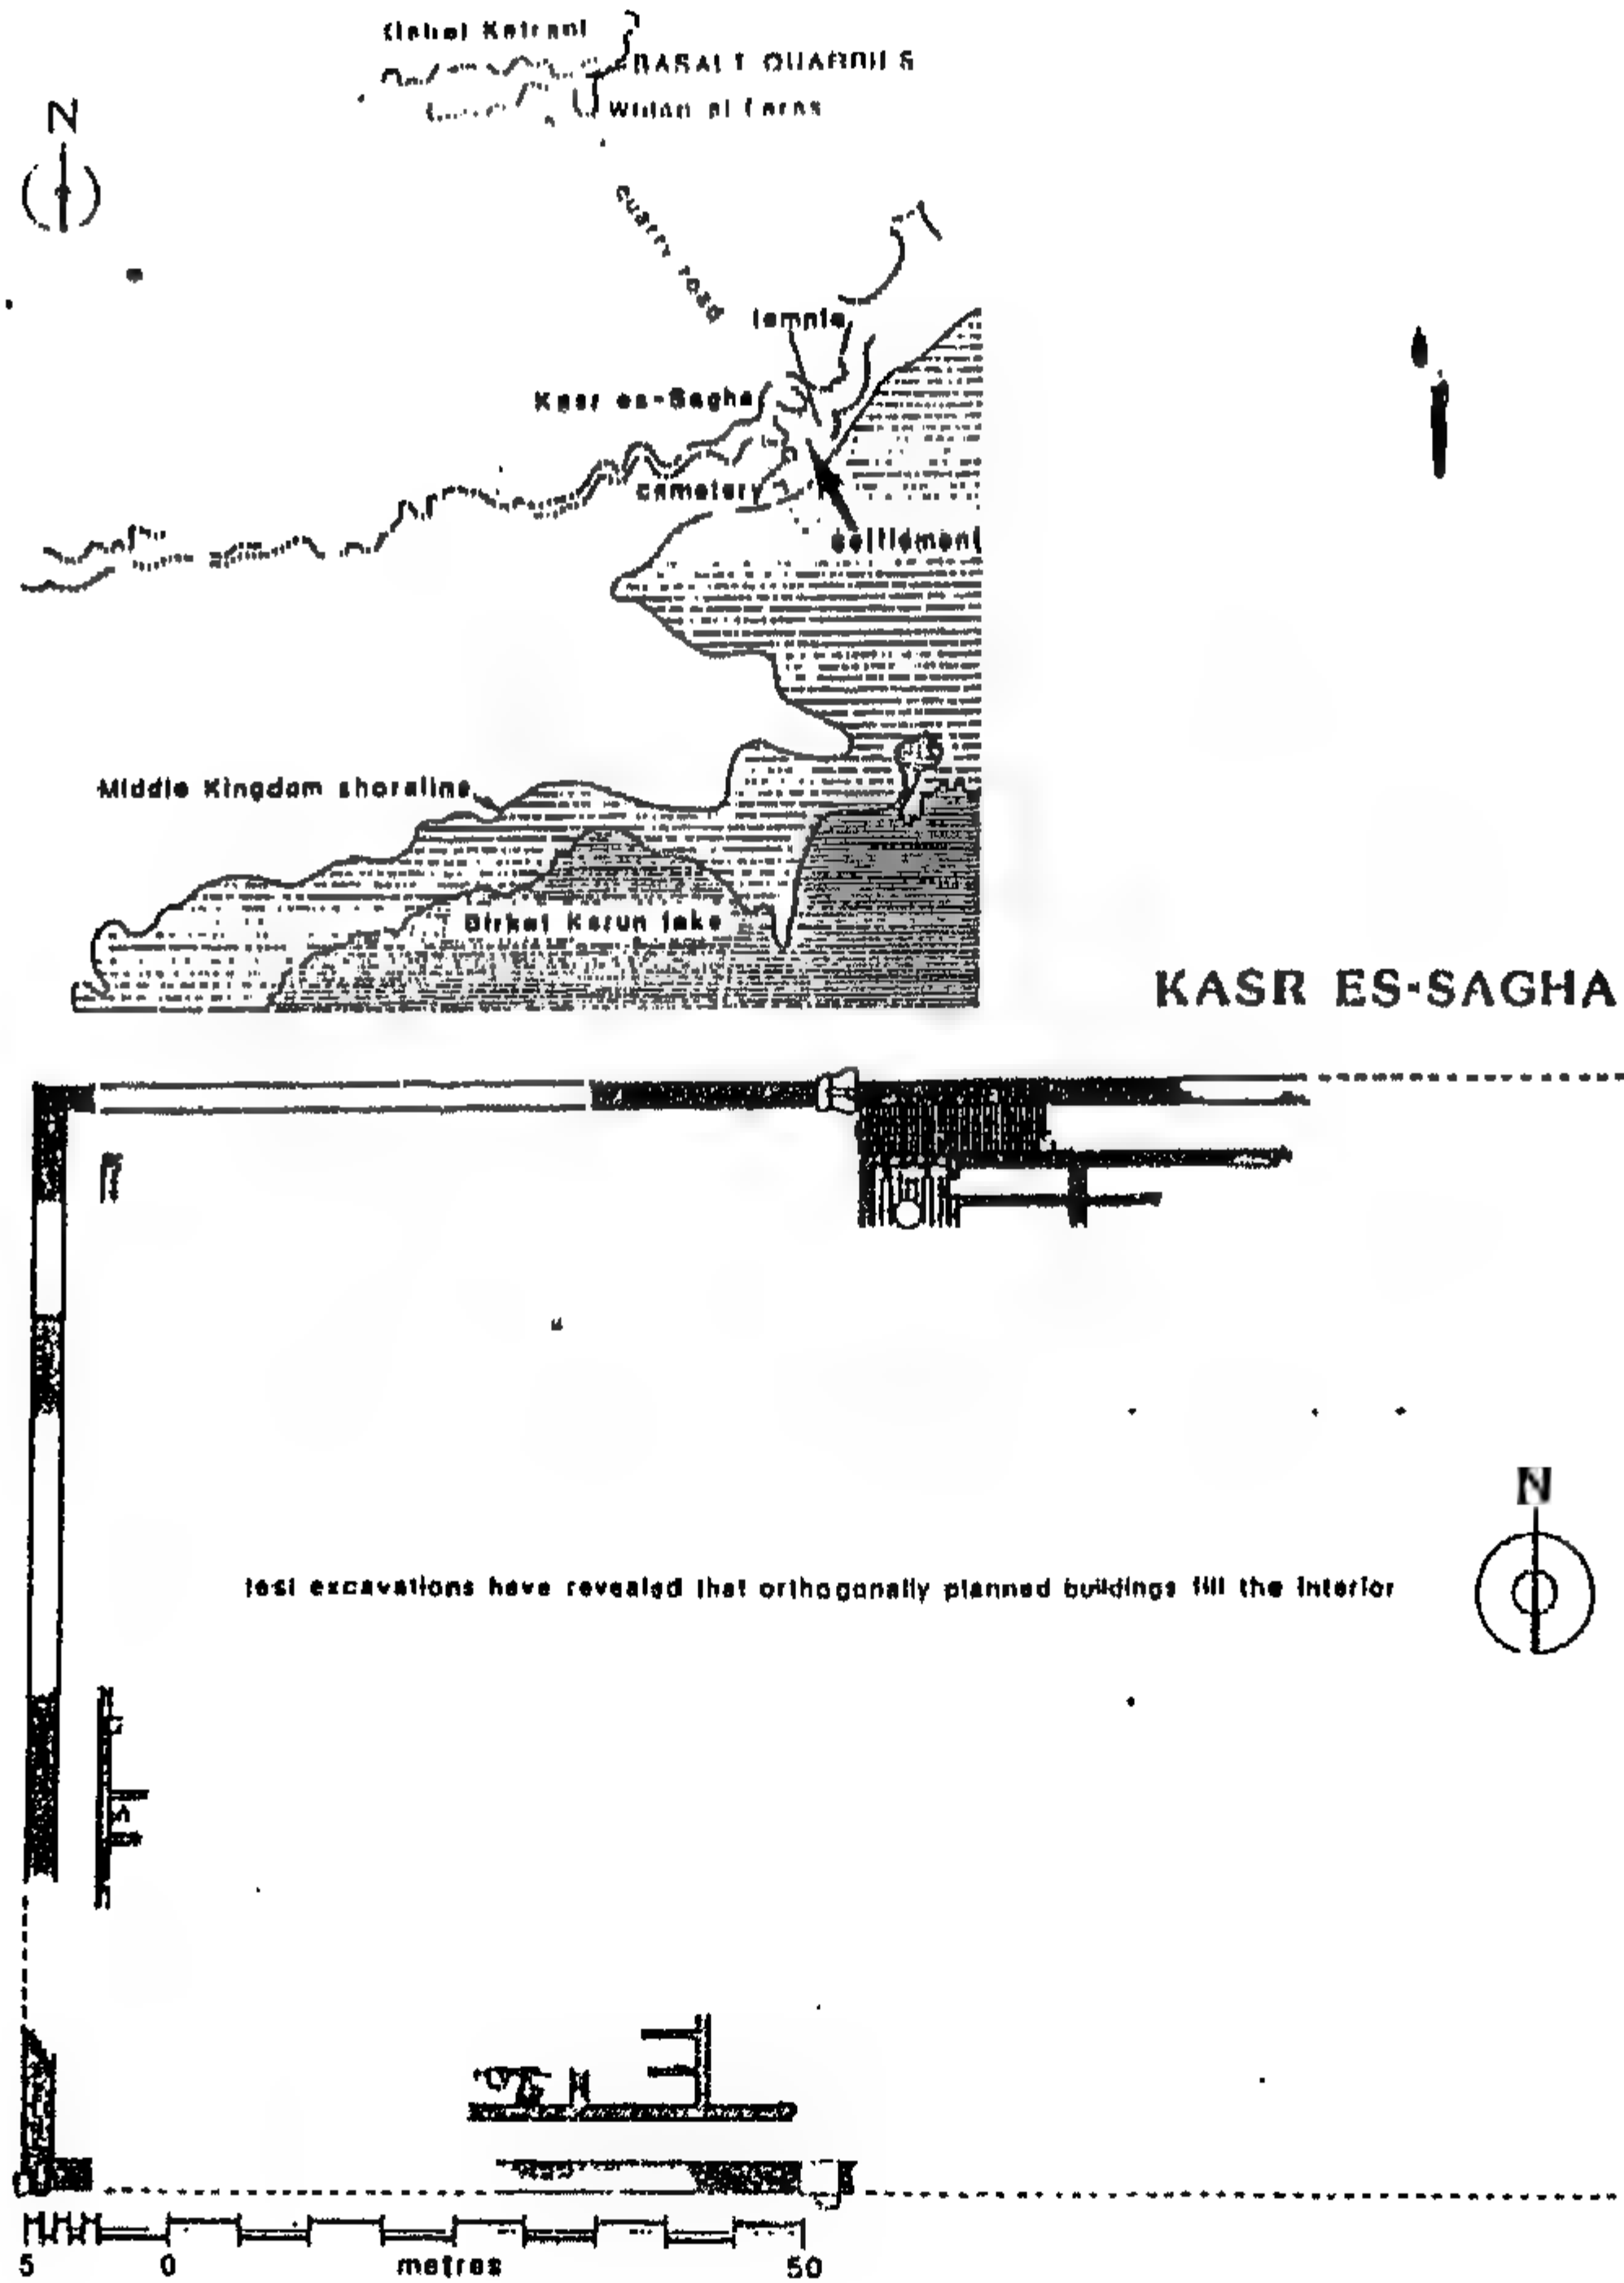 Gebel Katrani
BASALT QUARRIES
Widan el Faras
N
quarry road
temple
Kasr es-Sagha
cemetery
settlement
Middle Kingdom shoreline
Birket Karun lake
KASR ES-SAGHA
N
test excavations have revealed that orthogonally planned buildings fill the interior
5 0 metres 50